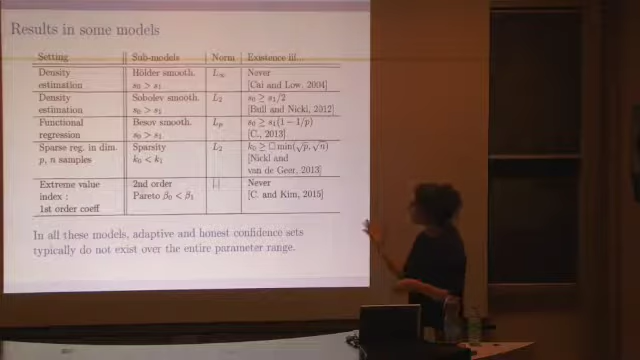 Results in some models
Setting Sub-models Norm Existence iif...
Density Hölder smooth. L∞ Never
estimation s₀ > s₁ [Cai and Low, 2004]
Density Sobolev smooth. L₂ s₀ ≥ s₁/2
estimation s₀ > s₁ [Bull and Nickl, 2012]
Functional Besov smooth. Lₚ s₀ ≥ s₁(1 − 1/p)
regression s₀ > s₁. [C., 2013]
Sparse reg. in dim. Sparsity L₂ k₀ ≥ □ min(√p, √n)
p, n samples k₀ < k₁ [Nickl and
van de Geer, 2013]
Extreme value 2nd order |.| Never
index : Pareto β₀ < β₁ [C. and Kim, 2015]
1st order coeff
In all these models, adaptive and honest confidence sets
typically do not exist over the entire parameter range.